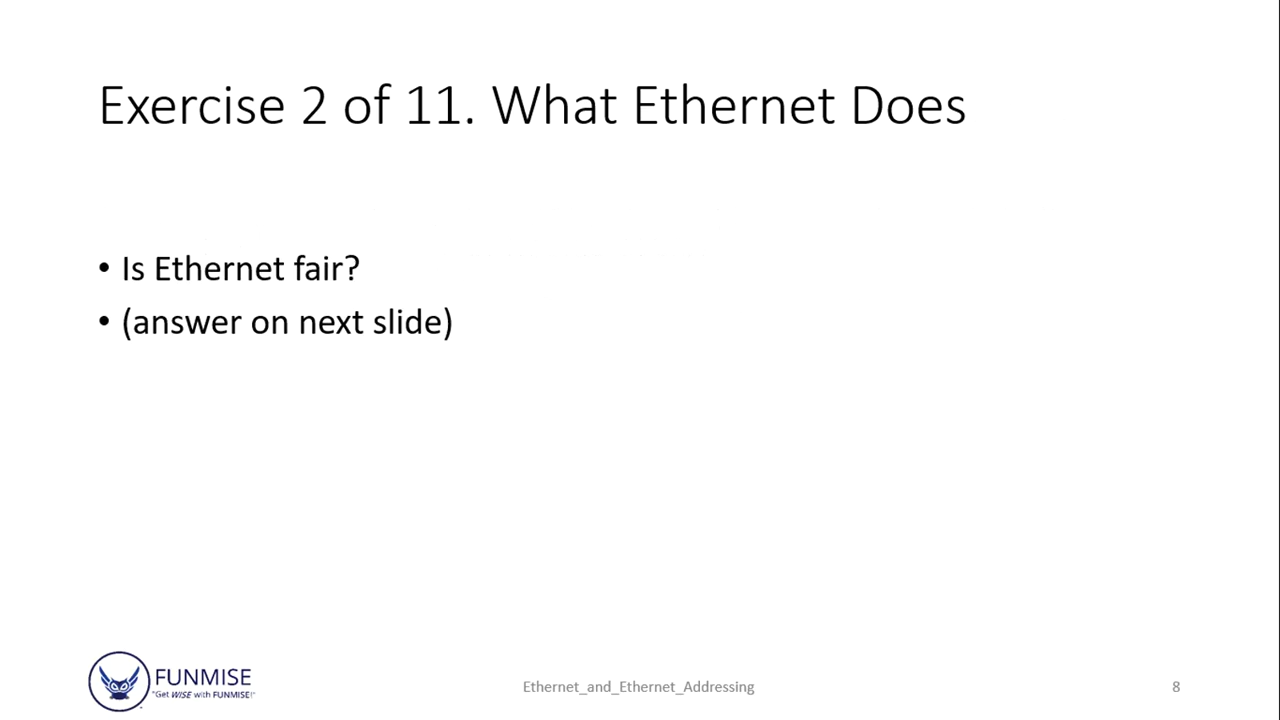 Exercise 2 of 11. What Ethernet Does
• Is Ethernet fair?
• (answer on next slide)
FUNMISE
"Get WISE with FUNMISE!"
Ethernet_and_Ethernet_Addressing
8